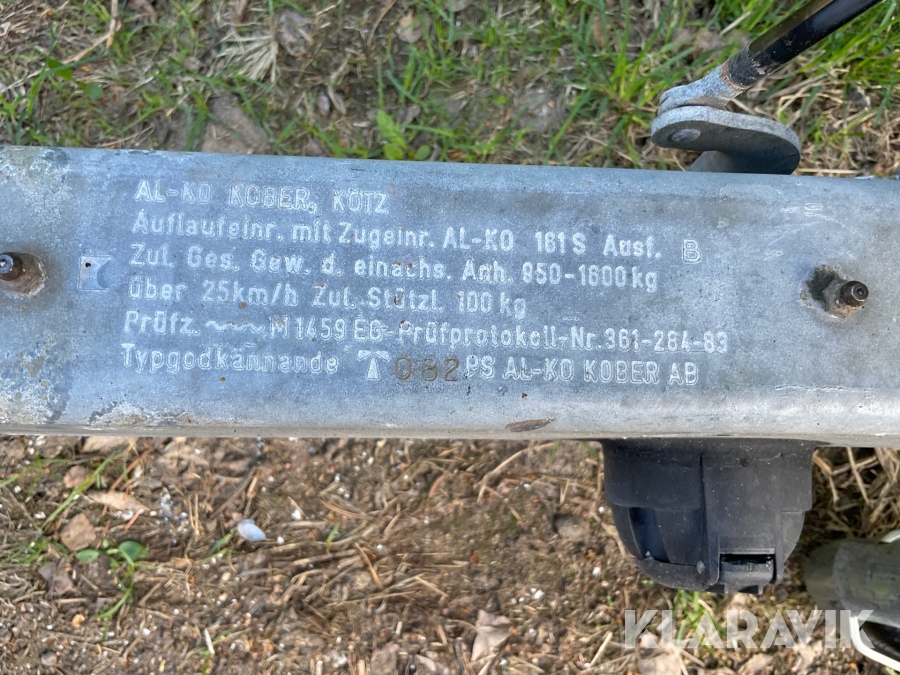 AL-KO KOBER, KÖTZ
Auflaufeinr. mit Zugeinr. AL-KO 161 S Ausf. B
Zul. Ges. Gew. d. einachs. Anh. 950-1600 kg
über 25km/h Zul. Stützl. 100 kg
Prüfz. ~~~ M 1459 EG-Prüfprotokoll-Nr. 361-284-83
Typgodkännande 082 PS AL-KO KOBER AB
KLARAVIK